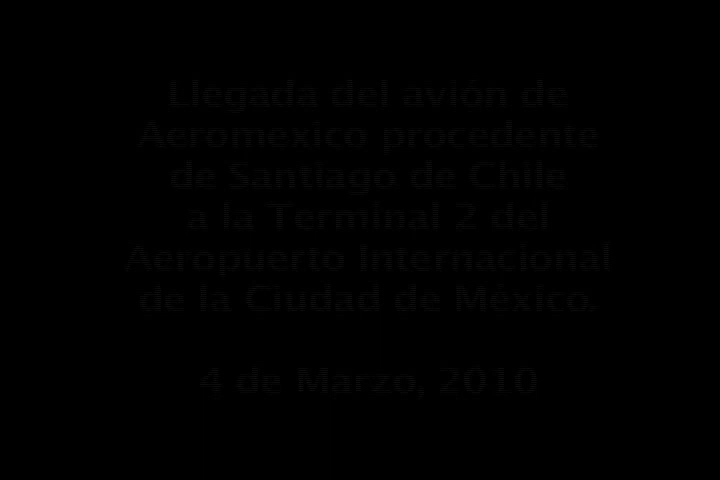 Llegada del avión de
Aeromexico procedente
de Santiago de Chile
a la Terminal 2 del
Aeropuerto Internacional
de la Ciudad de México.
4 de Marzo, 2010